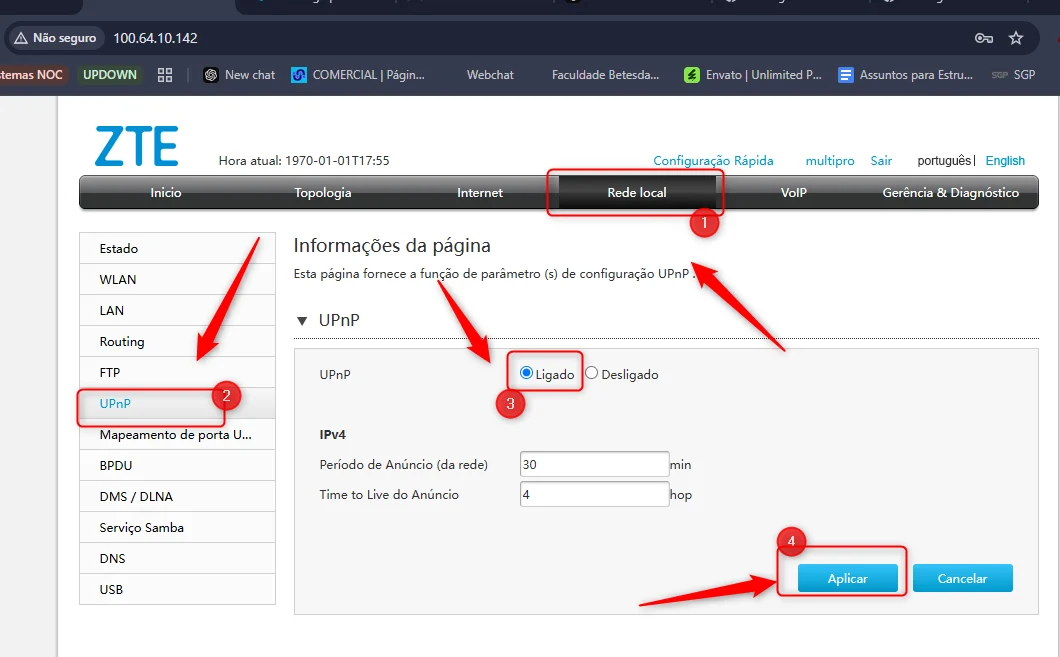 Não seguro 100.64.10.142
stemas NOC UPDOWN New chat COMERCIAL | Págin... Webchat Faculdade Betesda... Envato | Unlimited P... Assuntos para Estru... SGP SGP
ZTE
Hora atual: 1970-01-01T17:55 Configuração Rápida multipro Sair português| English
Inicio Topologia Internet Rede local VoIP Gerência & Diagnóstico
1
Estado
WLAN
LAN
Routing
FTP
UPnP
2
Mapeamento de porta U...
BPDU
DMS / DLNA
Serviço Samba
DNS
USB
Informações da página
Esta página fornece a função de parâmetro (s) de configuração UPnP .
▼ UPnP
UPnP Ligado Desligado
3
IPv4
Período de Anúncio (da rede) 30 min
Time to Live do Anúncio 4 hop
4
Aplicar Cancelar